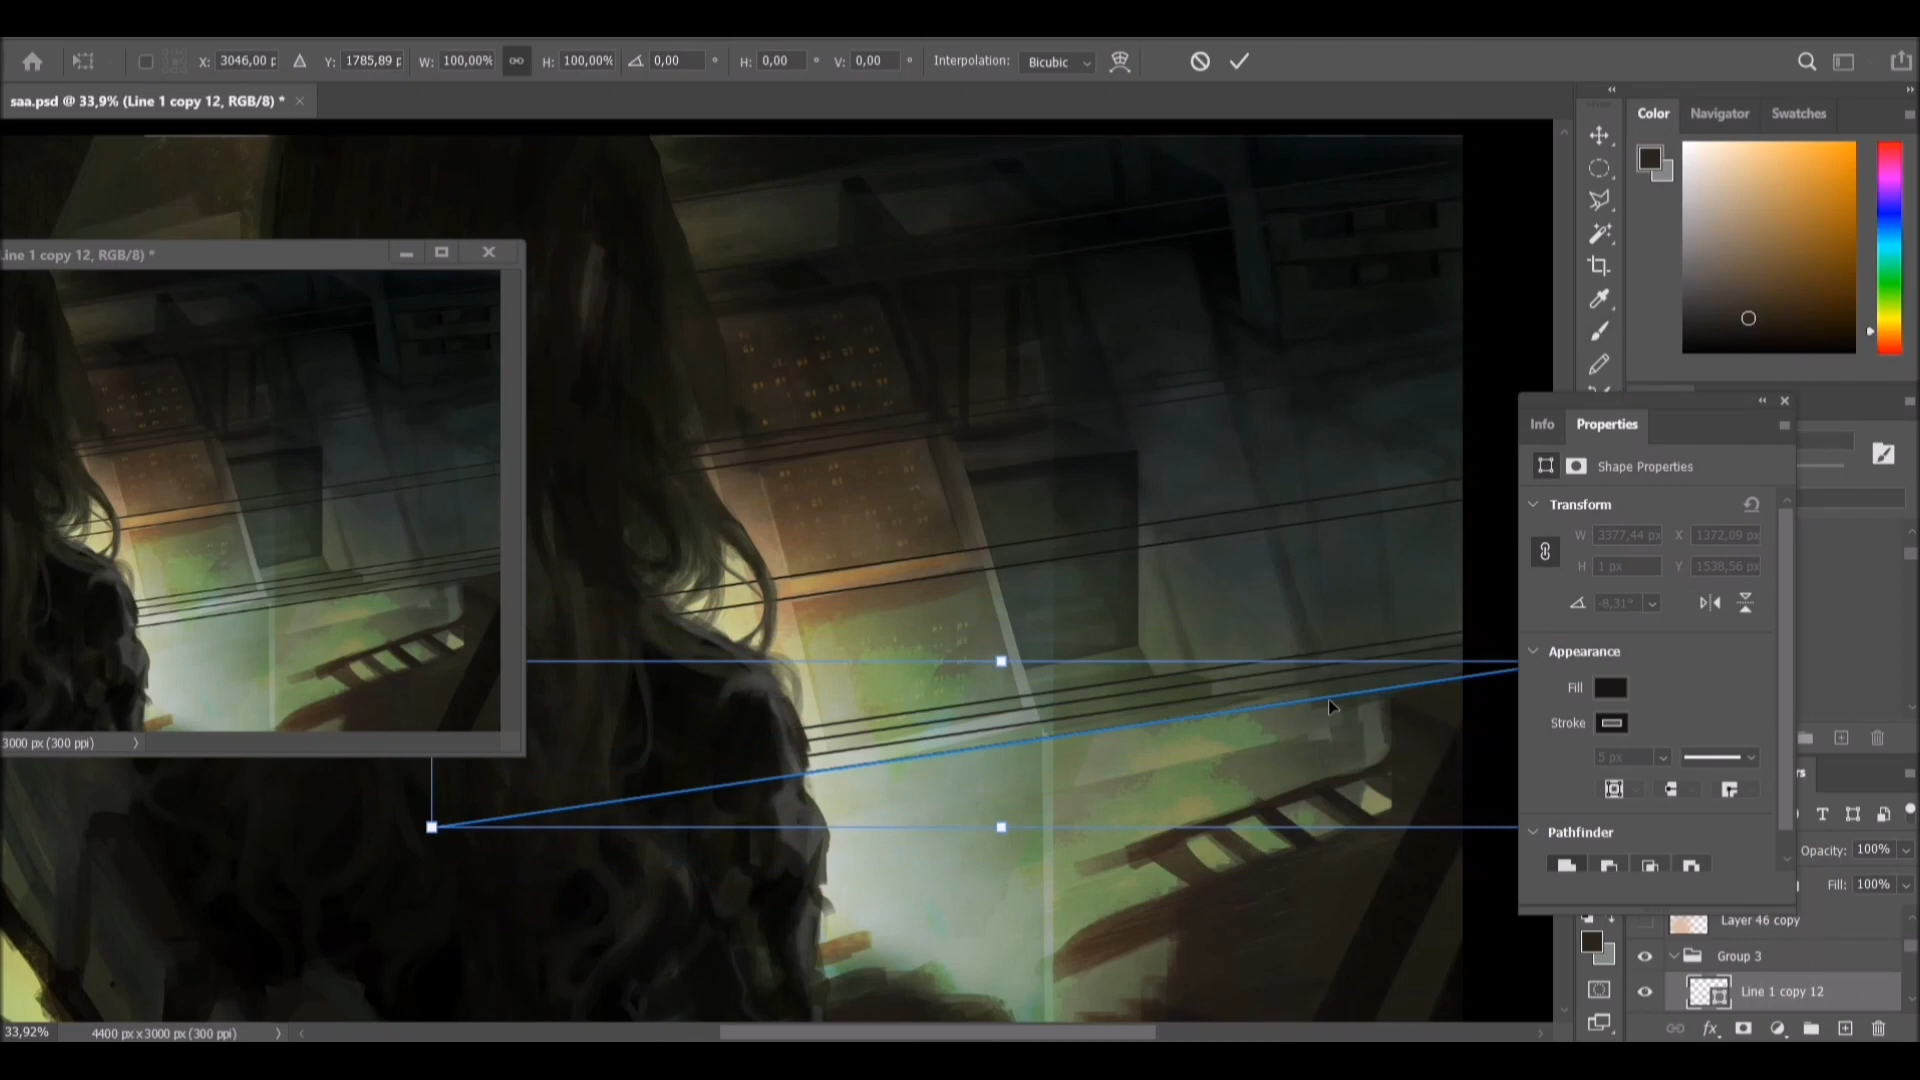 X: 3046,00 p Y: 1785,89 p W: 100,00% H: 100,00% 0,00 ° H: 0,00 ° V: 0,00 ° Interpolation: Bicubic
saa.psd @ 33,9% (Line 1 copy 12, RGB/8) *
Color Navigator Swatches
Line 1 copy 12, RGB/8) *
Info Properties
Shape Properties
Transform
W 3377,44 px X 1372,09 px
H 1 px Y 1538,56 px
-8,31°
Appearance
Fill
Stroke
5 px
3000 px (300 ppi)
Pathfinder
rs
Opacity: 100%
Fill: 100%
Layer 46 copy
Group 3
Line 1 copy 12
fx
33,92% 4400 px x 3000 px (300 ppi)